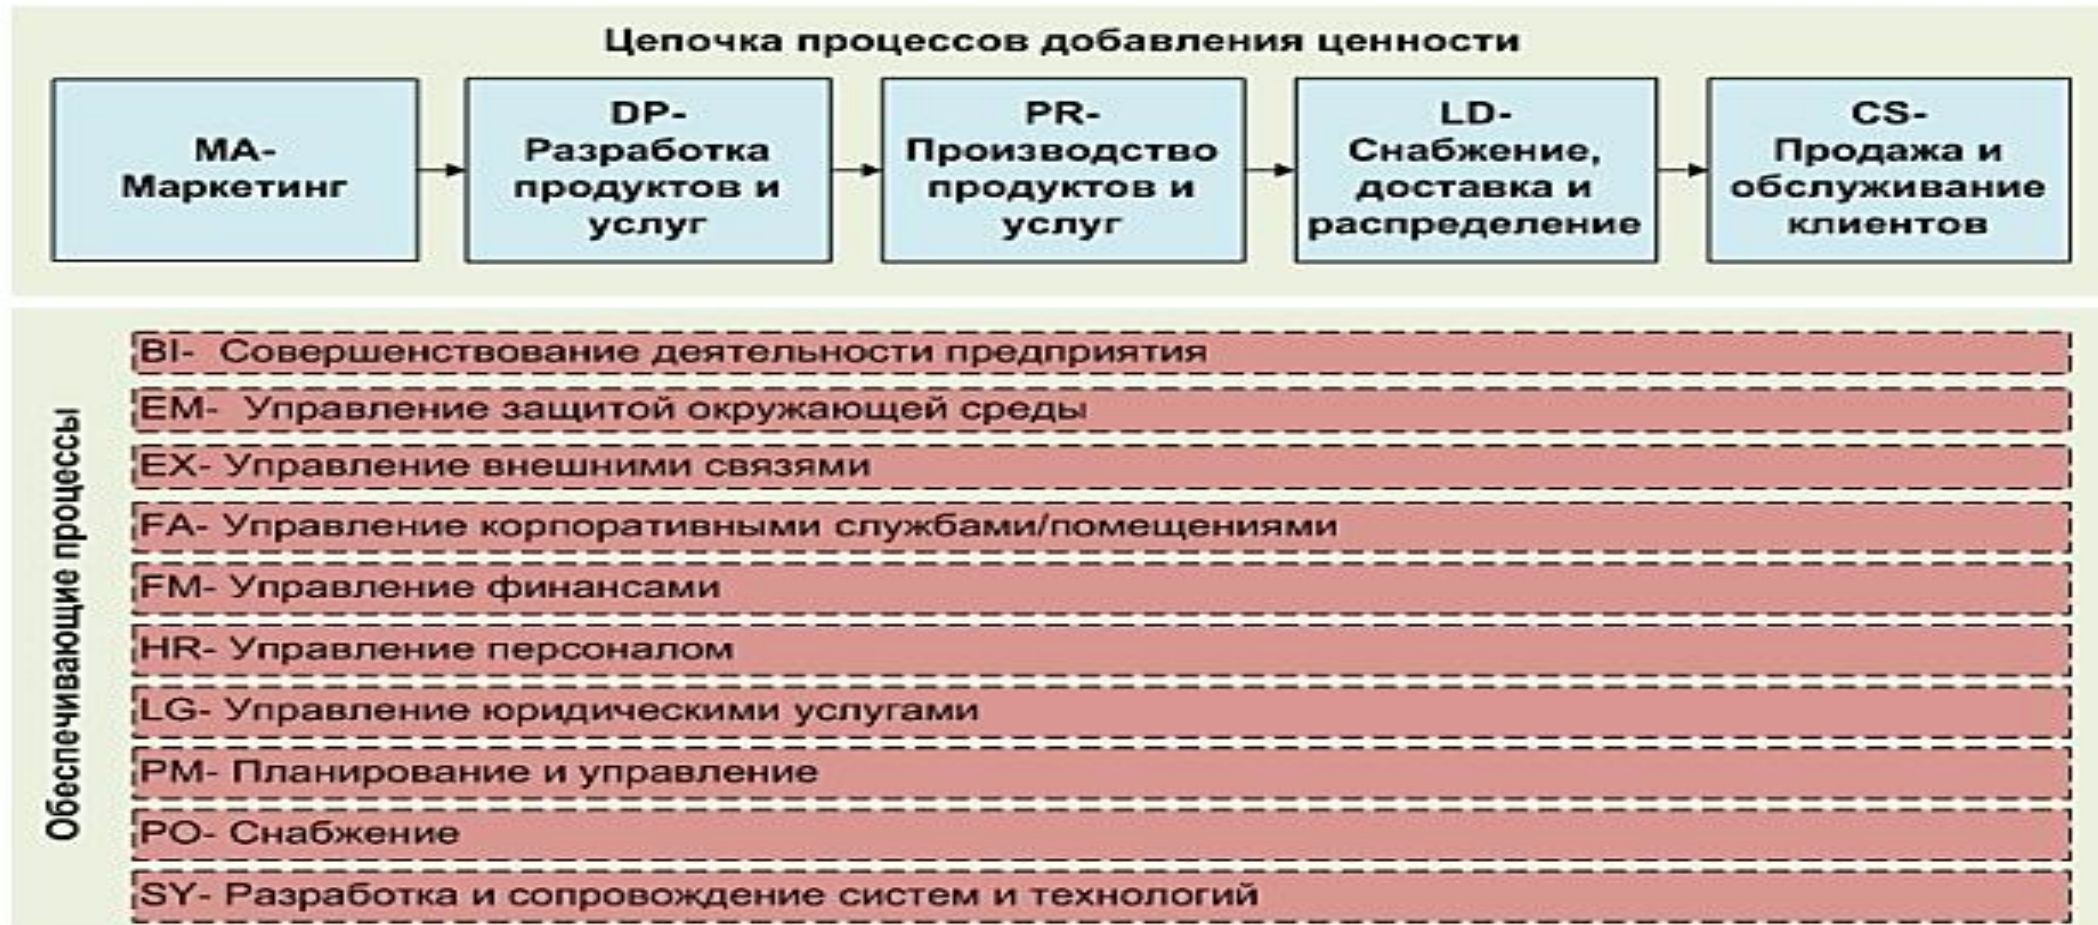 Цепочка процессов добавления ценности
MA-
Маркетинг
DP-
Разработка
продуктов и
услуг
PR-
Производство
продуктов и
услуг
LD-
Снабжение,
доставка и
распределение
CS-
Продажа и
обслуживание
клиентов
Обеспечивающие процессы
BI- Совершенствование деятельности предприятия
EM- Управление защитой окружающей среды
EX- Управление внешними связями
FA- Управление корпоративными службами/помещениями
FM- Управление финансами
HR- Управление персоналом
LG- Управление юридическими услугами
PM- Планирование и управление
PO- Снабжение
SY- Разработка и сопровождение систем и технологий